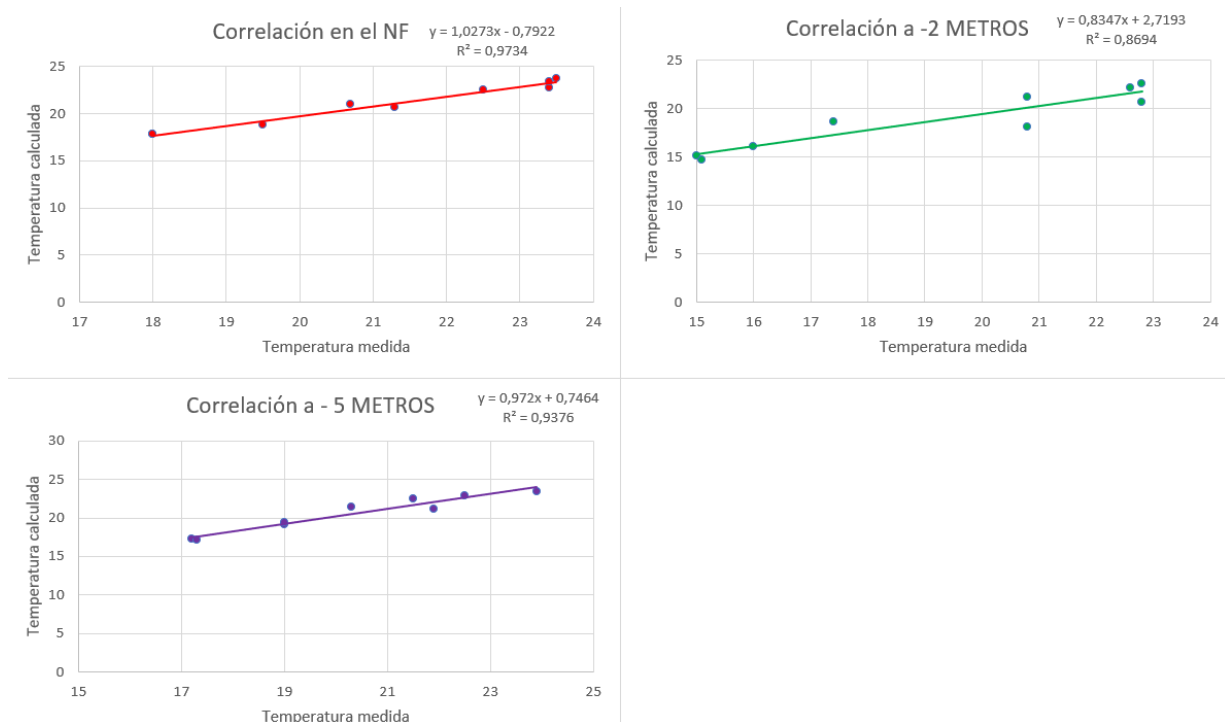 Correlación en el NF
y = 1,0273x - 0,7922
R² = 0,9734
25
20
15
10
5
0
17 18 19 20 21 22 23 24
Temperatura calculada
Temperatura medida
Correlación a -2 METROS
y = 0,8347x + 2,7193
R² = 0,8694
25
20
15
10
5
0
15 16 17 18 19 20 21 22 23 24
Temperatura calculada
Temperatura medida
Correlación a - 5 METROS
y = 0,972x + 0,7464
R² = 0,9376
30
25
20
15
10
5
0
15 17 19 21 23 25
Temperatura calculada
Temperatura medida